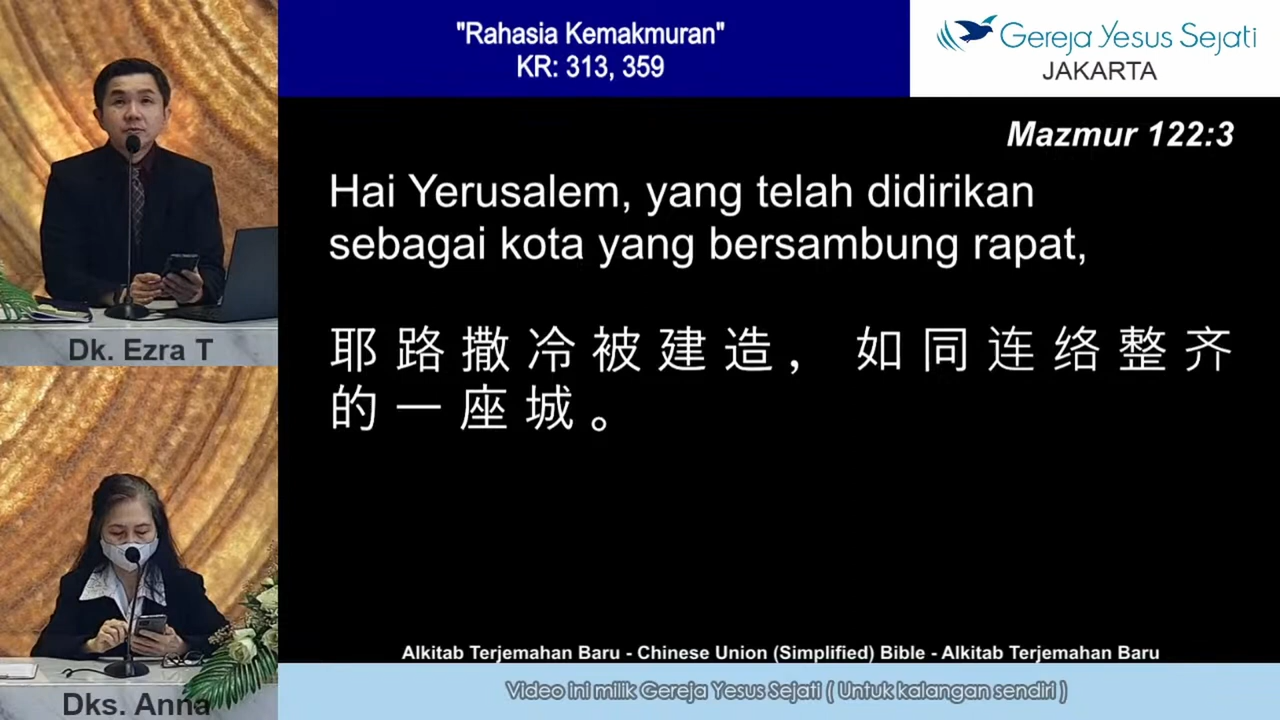 "Rahasia Kemakmuran"
KR: 313, 359
Gereja Yesus Sejati
JAKARTA
Mazmur 122:3
Hai Yerusalem, yang telah didirikan
sebagai kota yang bersambung rapat,
耶路撒冷被建造, 如同连络整齐
的一座城。
Dk. Ezra T
Dks. Anna
Alkitab Terjemahan Baru - Chinese Union (Simplified) Bible - Alkitab Terjemahan Baru
Video ini milik Gereja Yesus Sejati ( Untuk kalangan sendiri )